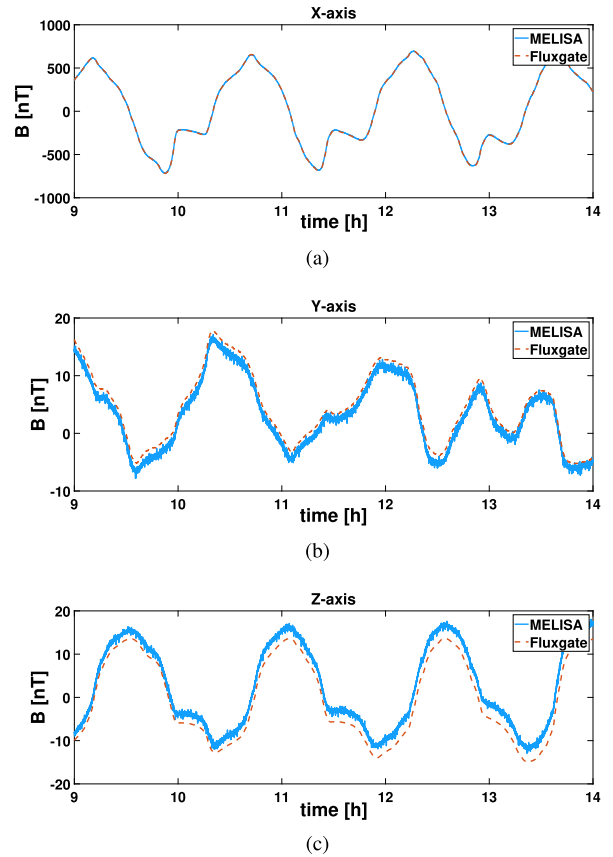 X-axis
1000
500
0
-500
-1000
B [nT]
MELISA
Fluxgate
9 10 11 12 13 14
time [h]
(a)
Y-axis
20
10
0
-10
B [nT]
MELISA
Fluxgate
9 10 11 12 13 14
time [h]
(b)
Z-axis
20
10
0
-10
-20
B [nT]
MELISA
Fluxgate
9 10 11 12 13 14
time [h]
(c)